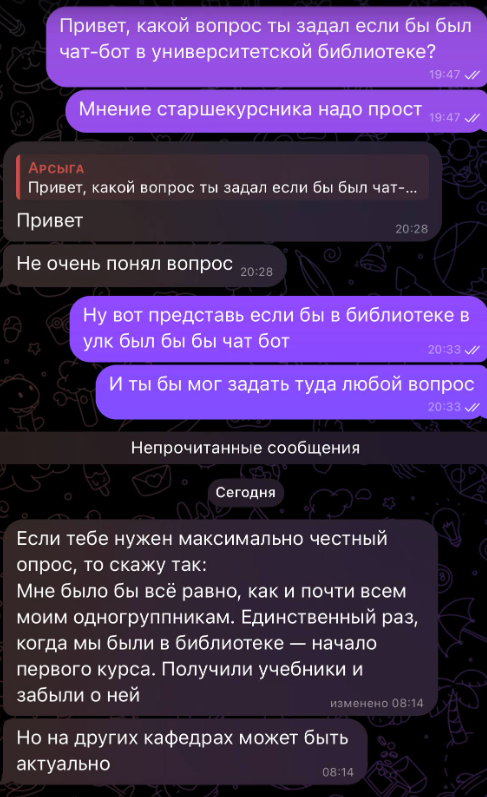 Привет, какой вопрос ты задал если бы был
чат-бот в университетской библиотеке?
19:47
Мнение старшекурсника надо прост
19:47
Арсыга
Привет, какой вопрос ты задал если бы был чат-...
Привет
20:28
Не очень понял вопрос
20:28
Ну вот представь если бы в библиотеке в
улк был бы бы чат бот
20:33
И ты бы мог задать туда любой вопрос
20:33
Непрочитанные сообщения
Сегодня
Если тебе нужен максимально честный
опрос, то скажу так:
Мне было бы всё равно, как и почти всем
моим одногруппникам. Единственный раз,
когда мы были в библиотеке — начало
первого курса. Получили учебники и
забыли о ней
изменено 08:14
Но на других кафедрах может быть
актуально
08:14